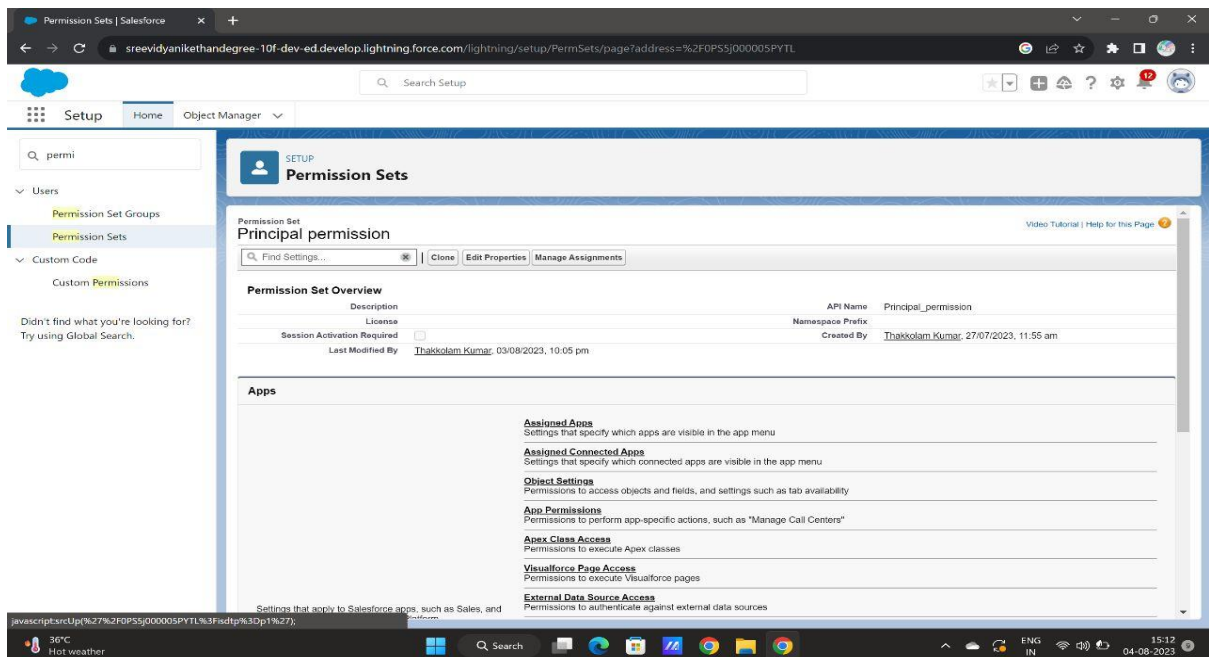 Permission Sets | Salesforce
sreevidyanikethandegree-10f-dev-ed.develop.lightning.force.com/lightning/setup/PermSets/page?address=%2F0PS5j000005PYTL
Search Setup
12
Setup
Home
Object Manager
permi
Users
Permission Set Groups
Permission Sets
Custom Code
Custom Permissions
Didn't find what you're looking for?
Try using Global Search.
SETUP
Permission Sets
Permission Set
Principal permission
Video Tutorial | Help for this Page
Find Settings...
Clone
Edit Properties
Manage Assignments
Permission Set Overview
Description
API Name Principal_permission
License
Namespace Prefix
Session Activation Required
Created By Thakkolam Kumar, 27/07/2023, 11:55 am
Last Modified By Thakkolam Kumar, 03/08/2023, 10:05 pm
Apps
Assigned Apps
Settings that specify which apps are visible in the app menu
Assigned Connected Apps
Settings that specify which connected apps are visible in the app menu
Object Settings
Permissions to access objects and fields, and settings such as tab availability
App Permissions
Permissions to perform app-specific actions, such as "Manage Call Centers"
Apex Class Access
Permissions to execute Apex classes
Visualforce Page Access
Permissions to execute Visualforce pages
External Data Source Access
Permissions to authenticate against external data sources
Settings that apply to Salesforce apps, such as Sales, and
javascript:srcUp(%27%2F0PS5j000005PYTL%3Fisdtp%3Dp1%27);
36°C
Hot weather
Search
ENG
IN
15:12
04-08-2023